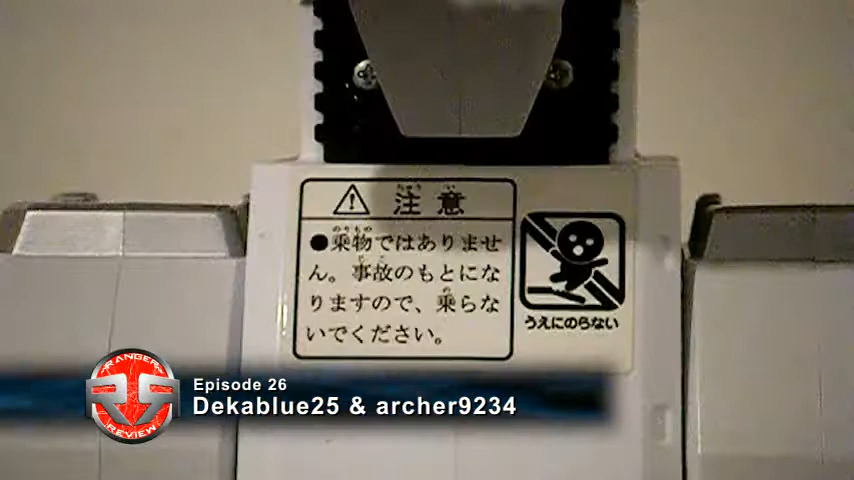 注意
●乗物ではありませ
ん。事故のもとにな
りますので、乗らな
いでください。
うえにのらない
RANGER
RR
REVIEW
Episode 26
Dekablue25 & archer9234